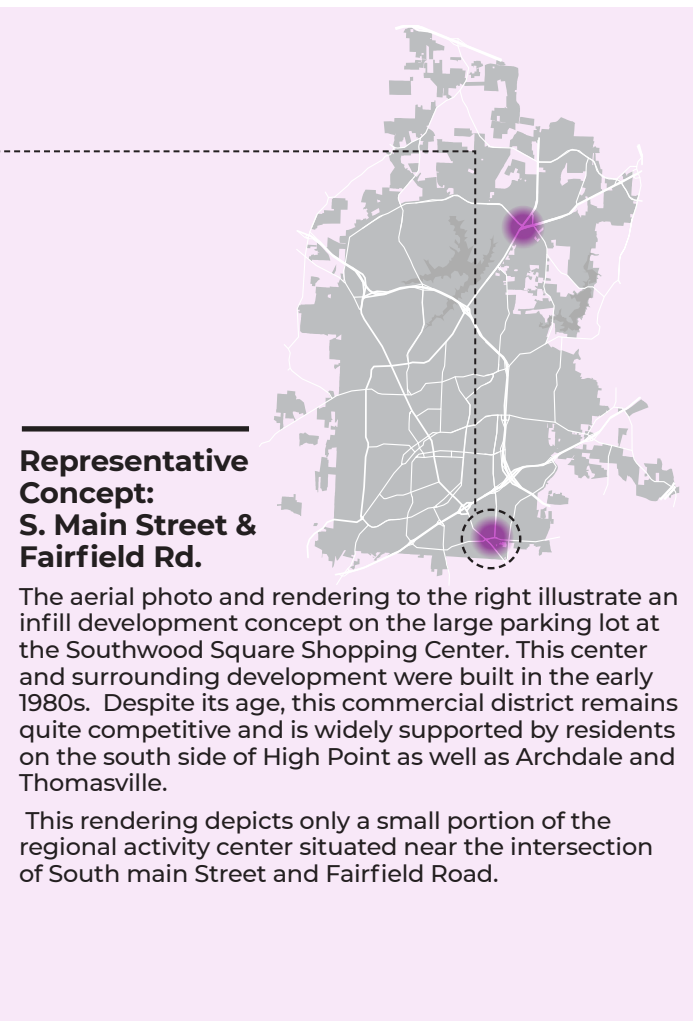 Representative
Concept:
S. Main Street &
Fairfield Rd.
The aerial photo and rendering to the right illustrate an
infill development concept on the large parking lot at
the Southwood Square Shopping Center. This center
and surrounding development were built in the early
1980s.  Despite its age, this commercial district remains
quite competitive and is widely supported by residents
on the south side of High Point as well as Archdale and
Thomasville.
This rendering depicts only a small portion of the
regional activity center situated near the intersection
of South main Street and Fairfield Road.